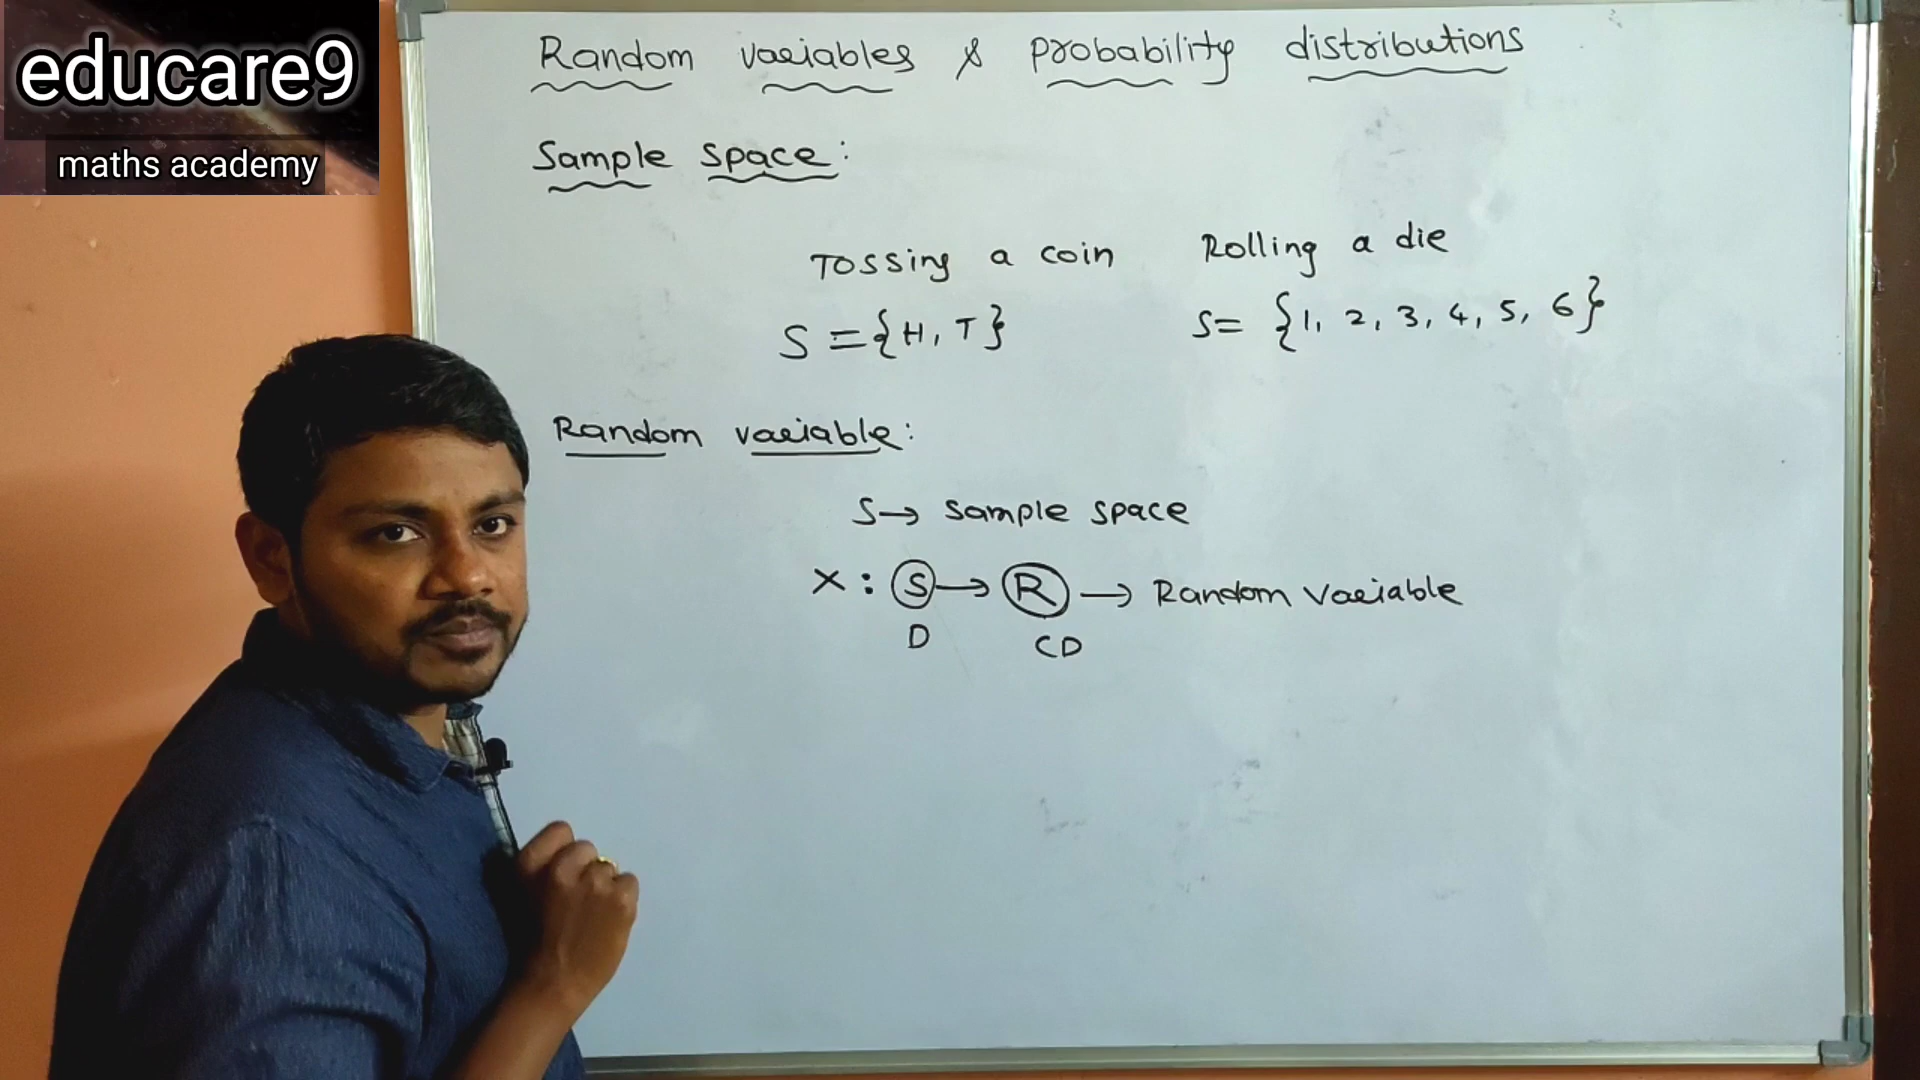 educare9
maths academy
Random variables & probability distributions
Sample space:
Tossing a coin
S = {H, T}
Rolling a die
S = {1, 2, 3, 4, 5, 6}
Random variable:
S → Sample space
X : S → R → Random variable
D CD